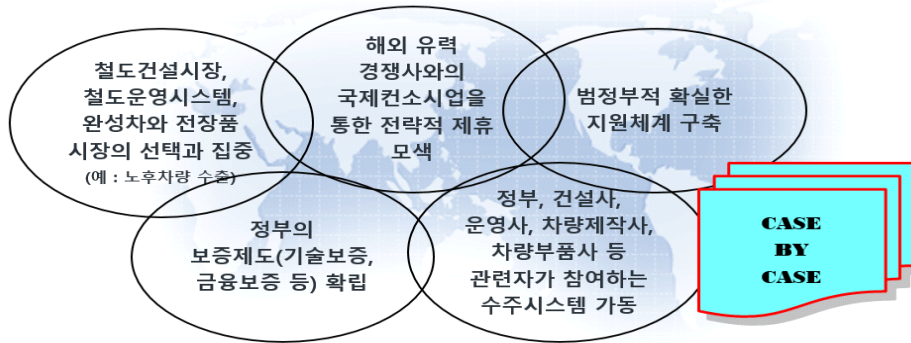 철도건설시장,
철도운영시스템,
완성차와 전장품
시장의 선택과 집중
(예 : 노후차량 수출)
해외 유력
경쟁사와의
국제컨소시업을
통한 전략적 제휴
모색
범정부적 확실한
지원체계 구축
정부의
보증제도(기술보증,
금융보증 등) 확립
정부, 건설사,
운영사, 차량제작사,
차량부품사 등
관련자가 참여하는
수주시스템 가동
CASE
BY
CASE